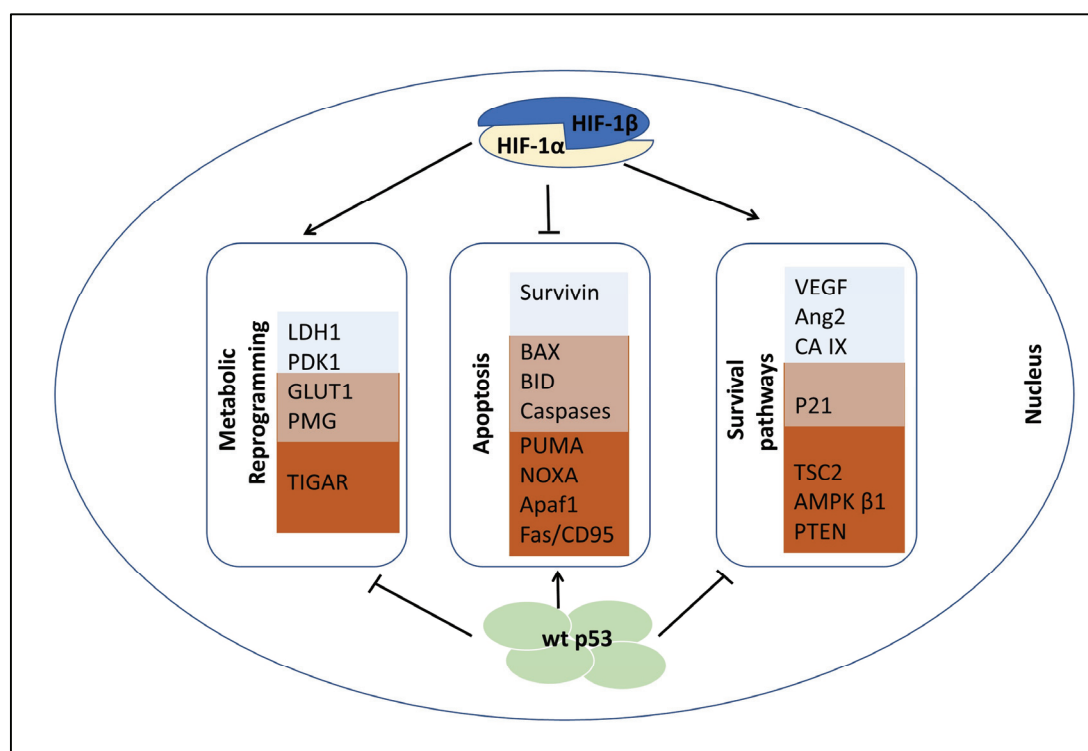 HIF-1β
HIF-1α
Metabolic
Reprogramming
LDH1
PDK1
GLUT1
PMG
TIGAR
Apoptosis
Survivin
BAX
BID
Caspases
PUMA
NOXA
Apaf1
Fas/CD95
Survival
pathways
VEGF
Ang2
CA IX
P21
TSC2
AMPK β1
PTEN
Nucleus
wt p53